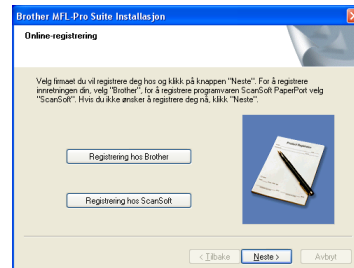 Brother MFL-Pro Suite Installasjon
Online-registrering
Velg firmaet du vil registrere deg hos og klikk på knappen "Neste". For å registrere
innretningen din, velg "Brother", for å registrere programvaren ScanSoft PaperPort velg
"ScanSoft". Hvis du ikke ønsker å registrere deg nå, klikk "Neste".
Registrering hos Brother
Registrering hos ScanSoft
< Tilbake
Neste >
Avbryt